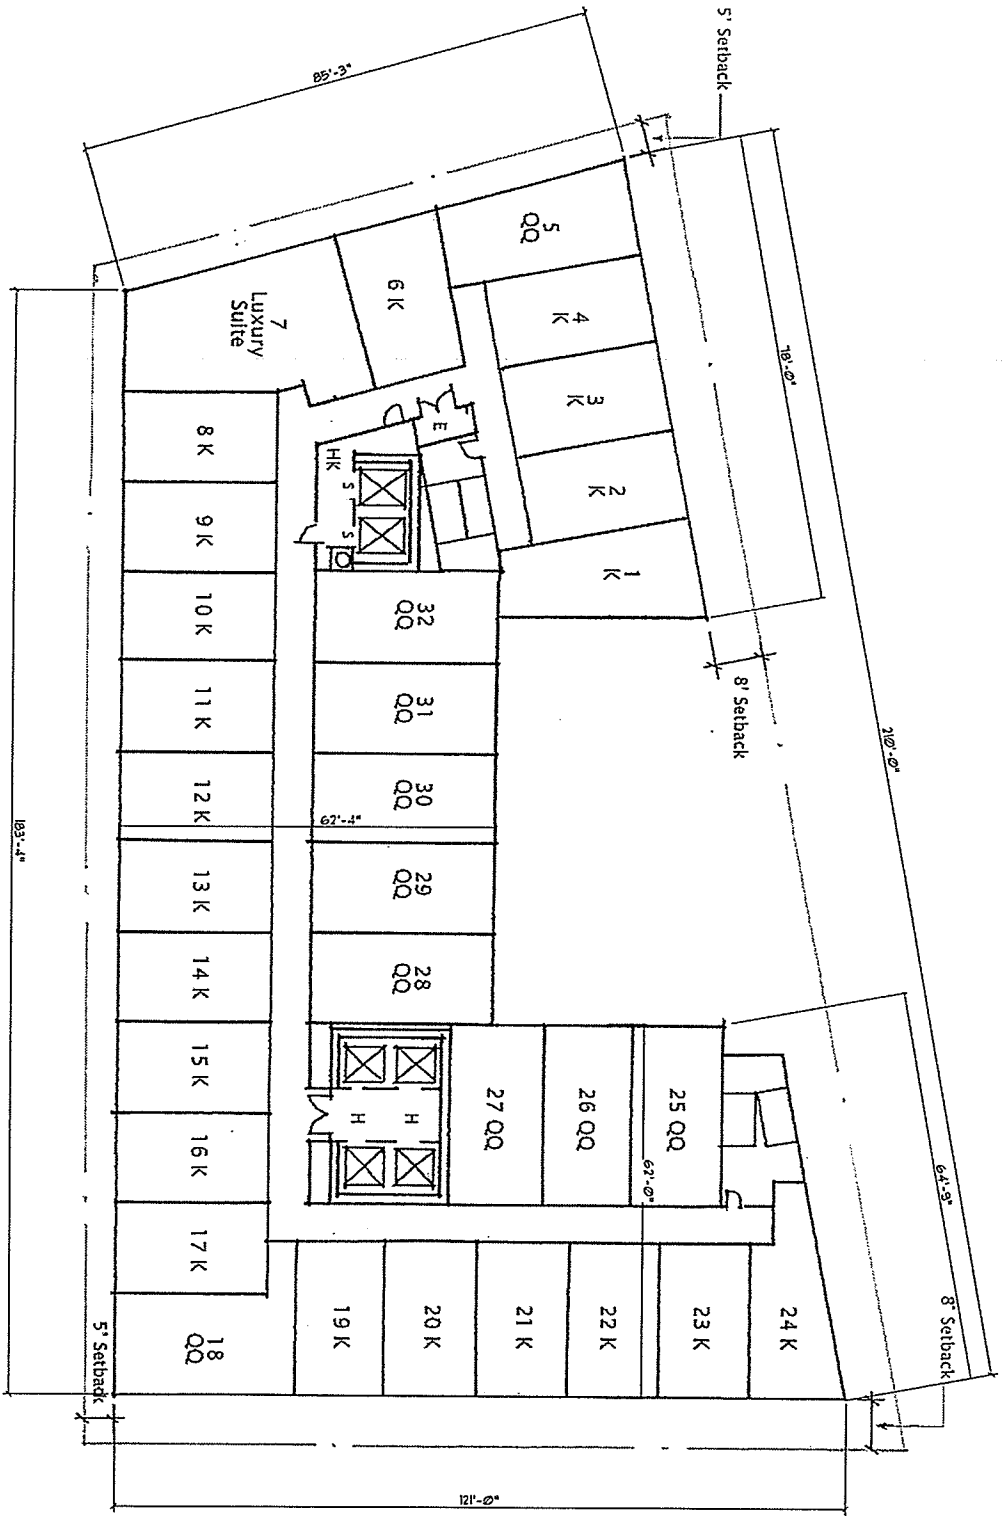 5' Setback
85'-3"
5
QQ
6 K
4
K
7
Luxury
Suite
3
K
78'-0"
E
8 K
HK
S
S
2
K
9 K
1
K
10 K
32
QQ
8' Setback
11 K
31
QQ
210'-0"
12 K
30
QQ
62'-4"
183'-4"
13 K
29
QQ
14 K
28
QQ
15 K
H
H
27 QQ
26 QQ
25 QQ
16 K
62'-0"
64'-9"
17 K
18
QQ
19 K
20 K
21 K
22 K
23 K
24 K
8' Setback
5' Setback
121'-0"